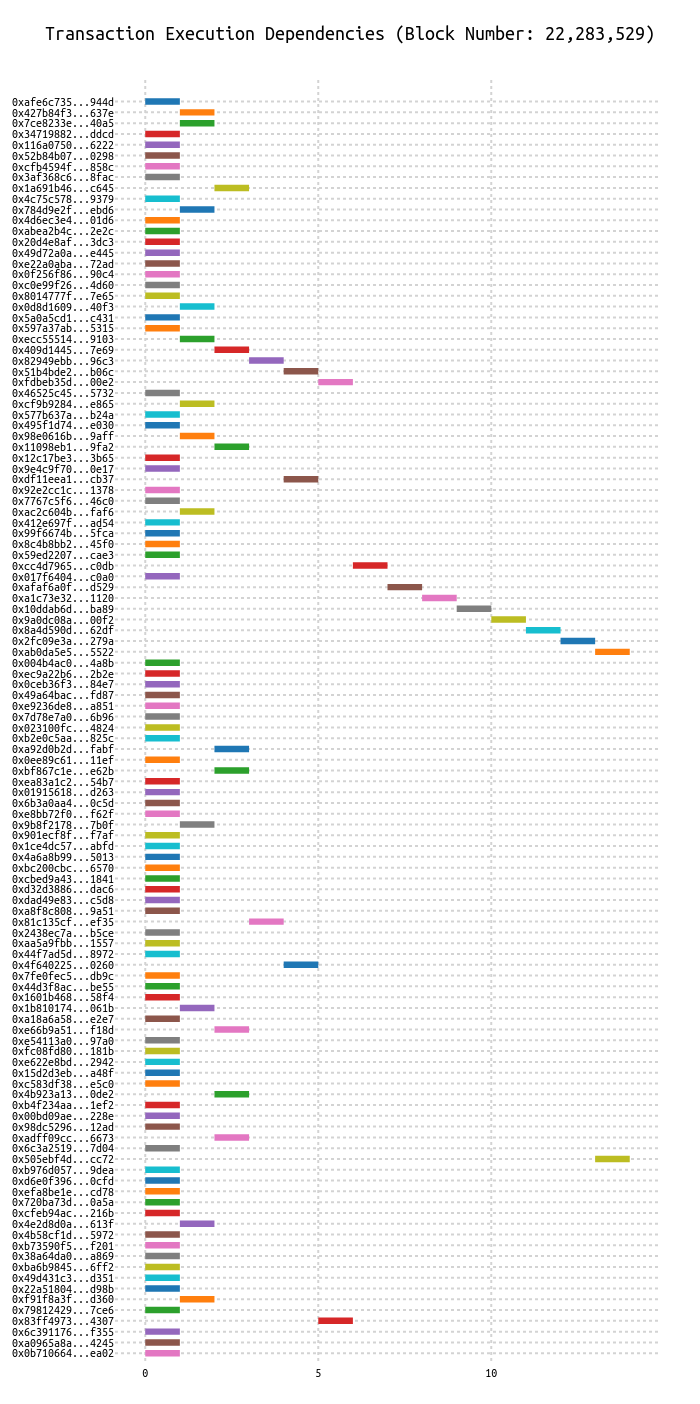 Transaction Execution Dependencies (Block Number: 22,283,529)
0xafe6c735...944d
0x427b84f3...637e
0x7ce8233e...40a5
0x34719882...ddcd
0x116a0750...6222
0x52b84b07...0298
0xcfb4594f...858c
0x3af368c6...8fac
0x1a691b46...c645
0x4c75c578...9379
0x784d9e2f...ebd6
0x4d6ec3e4...01d6
0xabea2b4c...2e2c
0x20d4e8af...3dc3
0x49d72a0a...e445
0xe22a0aba...72ad
0x0f256f86...90c4
0xc0e99f26...4d60
0x8014777f...7e65
0x0d8d1609...40f3
0x5a0a5cd1...c431
0x597a37ab...5315
0xecc55514...9103
0x409d1445...7e69
0x82949ebb...96c3
0x51b4bde2...b06c
0xfdbeb35d...00e2
0x46525c45...5732
0xcf9b9284...e865
0x577b637a...b24a
0x495f1d74...e030
0x98e0616b...9aff
0x11098eb1...9fa2
0x12c17be3...3b65
0x9e4c9f70...0e17
0xdf11eea1...cb37
0x92e2cc1c...1378
0x7767c5f6...46c0
0xac2c604b...faf6
0x412e697f...ad54
0x99f6674b...5fca
0x8c4b8bb2...45f0
0x59ed2207...cae3
0xcc4d7965...c0db
0x017f6404...c0a0
0xafaf6a0f...d529
0xa1c73e32...1120
0x10ddab6d...ba89
0x9a0dc08a...00f2
0x8a4d590d...62df
0x2fc09e3a...279a
0xab0da5e5...5522
0x004b4ac0...4a8b
0xec9a22b6...2b2e
0x0ceb36f3...84e7
0x49a64bac...fd87
0xe9236de8...a851
0x7d78e7a0...6b96
0x023100fc...4824
0xb2e0c5aa...825c
0xa92d0b2d...fabf
0x0ee89c61...11ef
0xbf867c1e...e62b
0xea83a1c2...54b7
0x01915618...d263
0x6b3a0aa4...0c5d
0xe8bb72f0...f62f
0x9b8f2178...7b0f
0x901ecf8f...f7af
0x1ce4dc57...abfd
0x4a6a8b99...5013
0xbc200cbc...6570
0xcbed9a43...1841
0xd32d3886...dac6
0xdad49e83...c5d8
0xa8f8c808...9a51
0x81c135cf...ef35
0x2438ec7a...b5ce
0xaa5a9fbb...1557
0x44f7ad5d...8972
0x4f640225...0260
0x7fe0fec5...db9c
0x44d3f8ac...be55
0x1601b468...58f4
0x1b810174...061b
0xa18a6a58...e2e7
0xe66b9a51...f18d
0xe54113a0...97a0
0xfc08fd80...181b
0xe622e8bd...2942
0x15d2d3eb...a48f
0xc583df38...e5c0
0x4b923a13...0de2
0xb4f234aa...1ef2
0x00bd09ae...228e
0x98dc5296...12ad
0xadff09cc...6673
0x6c3a2519...7d04
0x505ebf4d...cc72
0xb976d057...9dea
0xd6e0f396...0cfd
0xefa8be1e...cd78
0x720ba73d...0a5a
0xcfeb94ac...216b
0x4e2d8d0a...613f
0x4b58cf1d...5972
0xb73590f5...f201
0x38a64da0...a869
0xba6b9845...6ff2
0x49d431c3...d351
0x22a51804...d98b
0xf91f8a3f...d360
0x79812429...7ce6
0x83ff4973...4307
0x6c391176...f355
0xa0965a8a...4245
0x0b710664...ea02
0 5 10